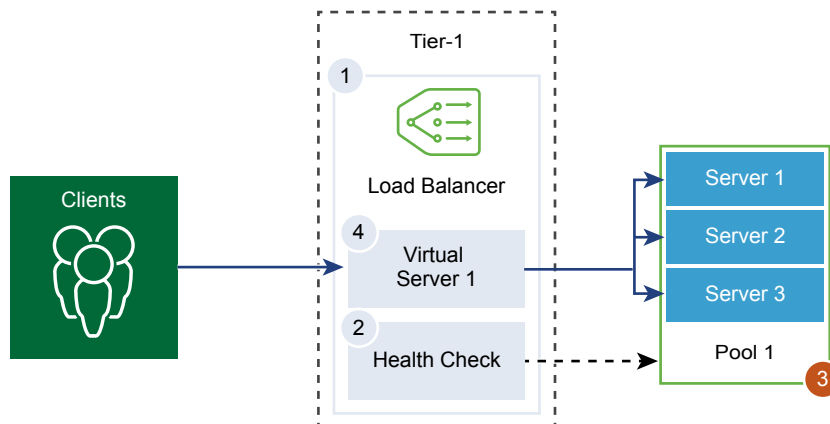 Tier-1
1
Load Balancer
Clients
4
Virtual
Server 1
2
Health Check
Server 1
Server 2
Server 3
Pool 1
3